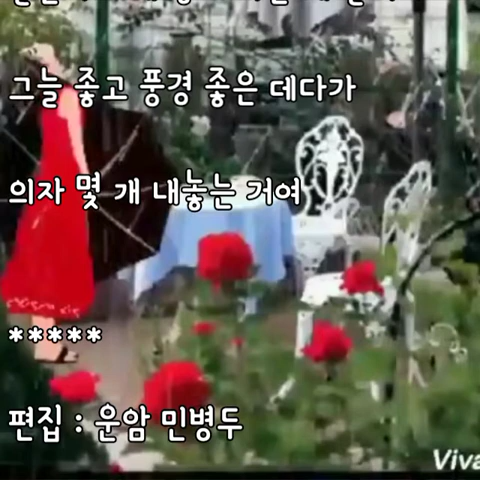 그늘 좋고 풍경 좋은 데다가
의자 몇 개 내놓는 거여
*****
편집 : 운암 민병두
Viva